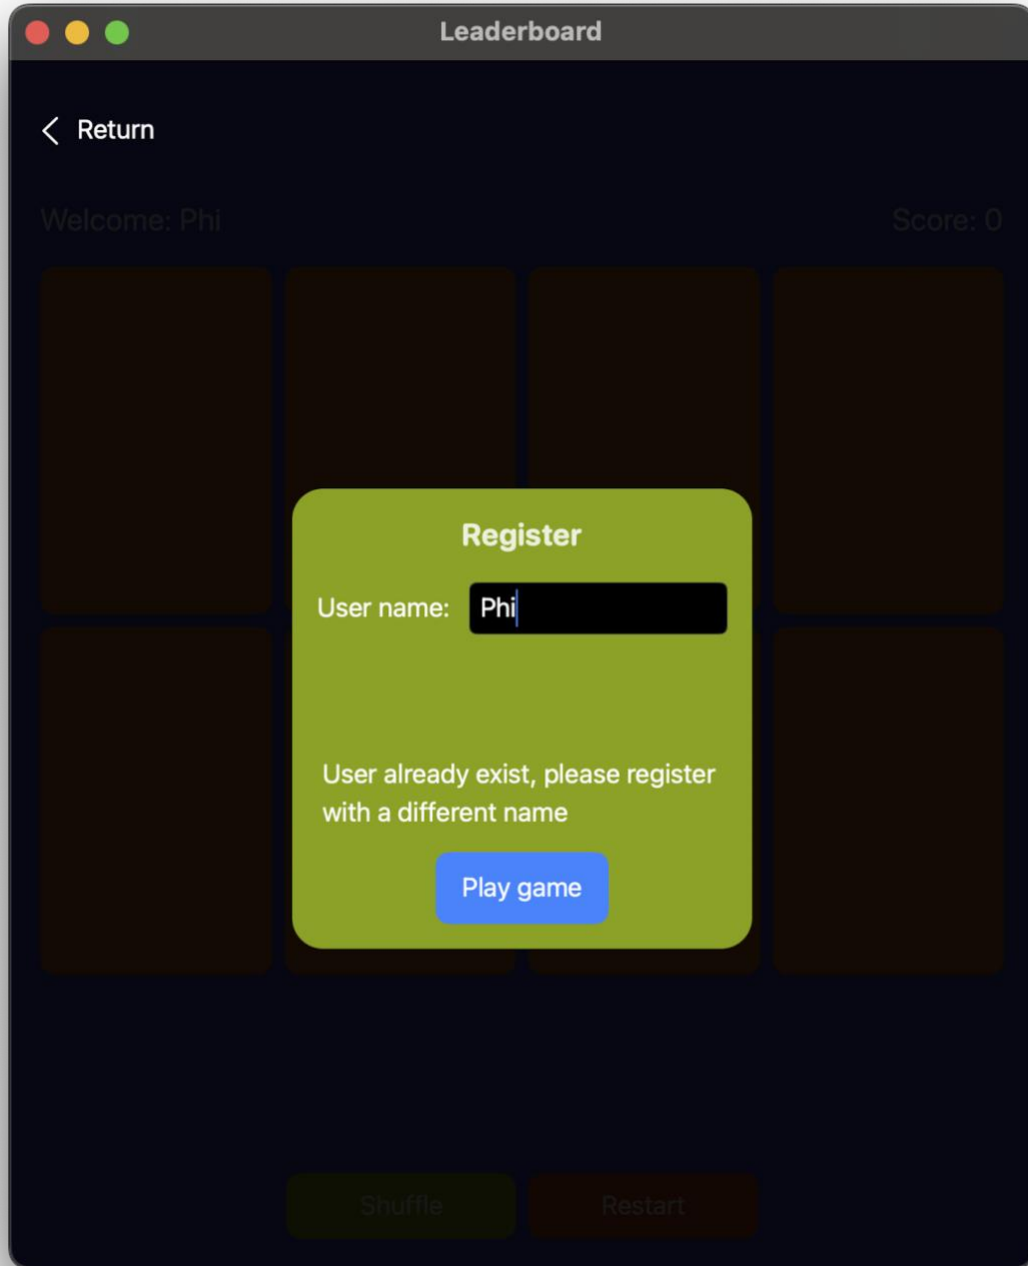 Leaderboard
Return
Welcome: Phi
Score: 0
Register
User name: Phi
User already exist, please register
with a different name
Play game
Shuffle
Restart